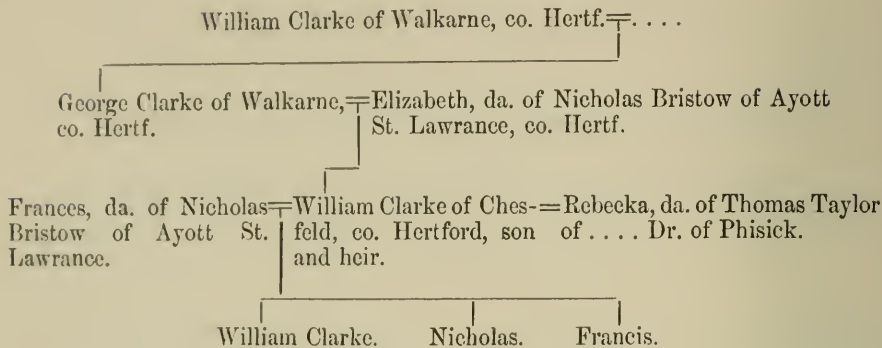 William Clarke of Walkarne, co. Hertf.=. . . .
George Clarke of Walkarne,=Elizabeth, da. of Nicholas Bristow of Ayott
co. Hertf. St. Lawrance, co. Hertf.
Frances, da. of Nicholas=William Clarke of Ches-=Rebecka, da. of Thomas Taylor
Bristow of Ayott St. feld, co. Hertford, son of . . . . Dr. of Phisick.
Lawrance. and heir.
William Clarke. Nicholas. Francis.